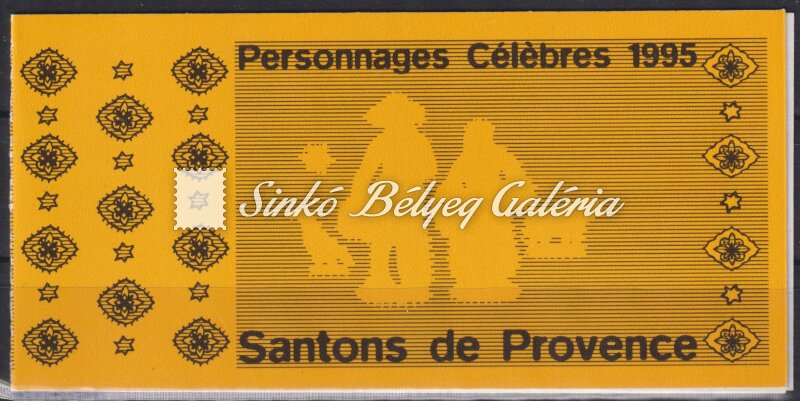 Personnages Célèbres 1995
Sinkó Bélyeg Galéria
Santons de Provence